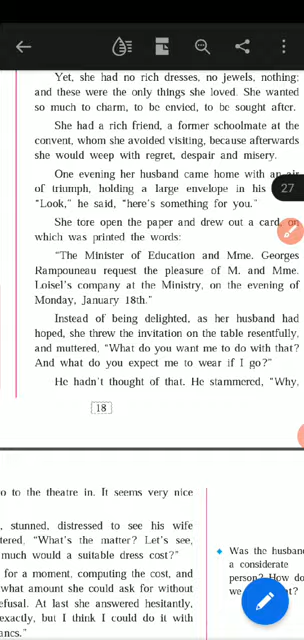 Yet, she had no rich dresses, no jewels, nothing;
and these were the only things she loved. She wanted
so much to charm, to be envied, to be sought after.
She had a rich friend, a former schoolmate at the
convent, whom she avoided visiting, because afterwards
she would weep with regret, despair and misery.
One evening her husband came home with an air
of triumph, holding a large envelope in his
27
"Look," he said, "here's something for you."
She tore open the paper and drew out a card, on
which was printed the words:
"The Minister of Education and Mme. Georges
Rampouneau request the pleasure of M. and Mme.
Loisel's company at the Ministry, on the evening of
Monday, January 18th."
Instead of being delighted, as her husband had
hoped, she threw the invitation on the table resentfully,
and muttered, "What do you want me to do with that?
And what do you expect me to wear if I go?"
He hadn't thought of that. He stammered, "Why,
18
to the theatre in. It seems very nice
, stunned, distressed to see his wife
"What's the matter? Let's see,
much would a suitable dress cost?"
for a moment, computing the cost, and
what amount she could ask for without
At last she answered hesitantly,
exactly, but I think I could do it with
Was the husband
a considerate
person? How do
we